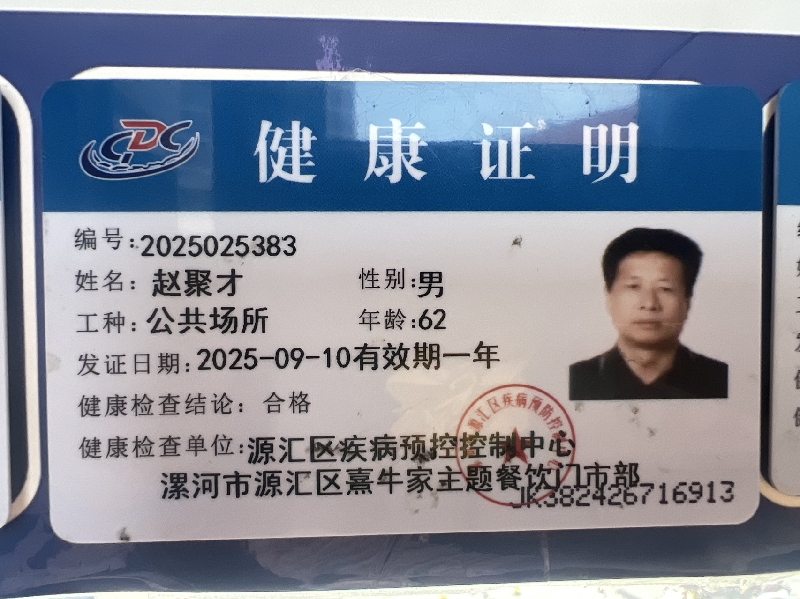 CDC
健康证明
编号:2025025383
姓名: 赵聚才 性别:男
工种: 公共场所 年龄:62
发证日期:2025-09-10有效期一年
健康检查结论: 合格
健康检查单位:源汇区疾病预控控制中心
漯河市源汇区熹牛家主题餐饮门市部
JK382426716913